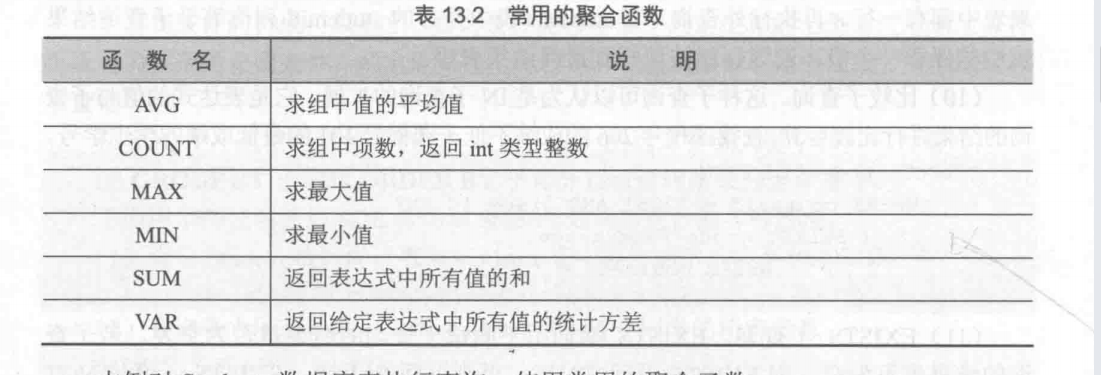 表 13.2 常用的聚合函数
函 数 名 说 明
AVG 求组中值的平均值
COUNT 求组中项数，返回 int 类型整数
MAX 求最大值
MIN 求最小值
SUM 返回表达式中所有值的和
VAR 返回给定表达式中所有值的统计方差